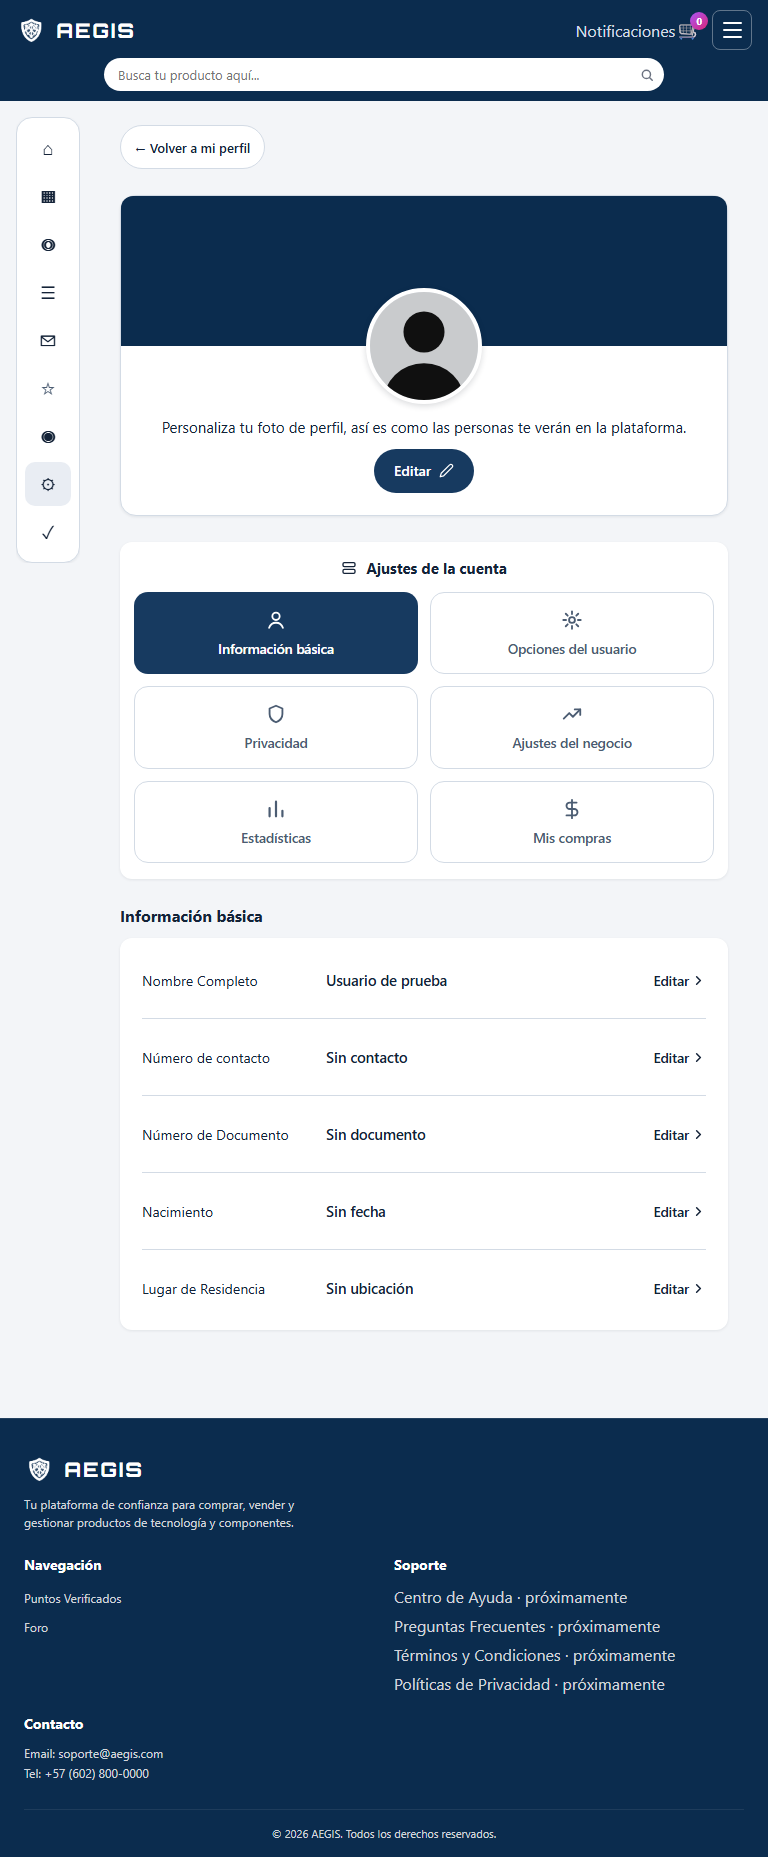 AEGIS
Notificaciones
0
Busca tu producto aquí...
← Volver a mi perfil
Personaliza tu foto de perfil, así es como las personas te verán en la plataforma.
Editar
Ajustes de la cuenta
Información básica
Opciones del usuario
Privacidad
Ajustes del negocio
Estadísticas
Mis compras
Información básica
Nombre Completo Usuario de prueba Editar
Número de contacto Sin contacto Editar
Número de Documento Sin documento Editar
Nacimiento Sin fecha Editar
Lugar de Residencia Sin ubicación Editar
AEGIS
Tu plataforma de confianza para comprar, vender y
gestionar productos de tecnología y componentes.
Navegación
Puntos Verificados
Foro
Soporte
Centro de Ayuda · próximamente
Preguntas Frecuentes · próximamente
Términos y Condiciones · próximamente
Políticas de Privacidad · próximamente
Contacto
Email: soporte@aegis.com
Tel: +57 (602) 800-0000
© 2026 AEGIS. Todos los derechos reservados.